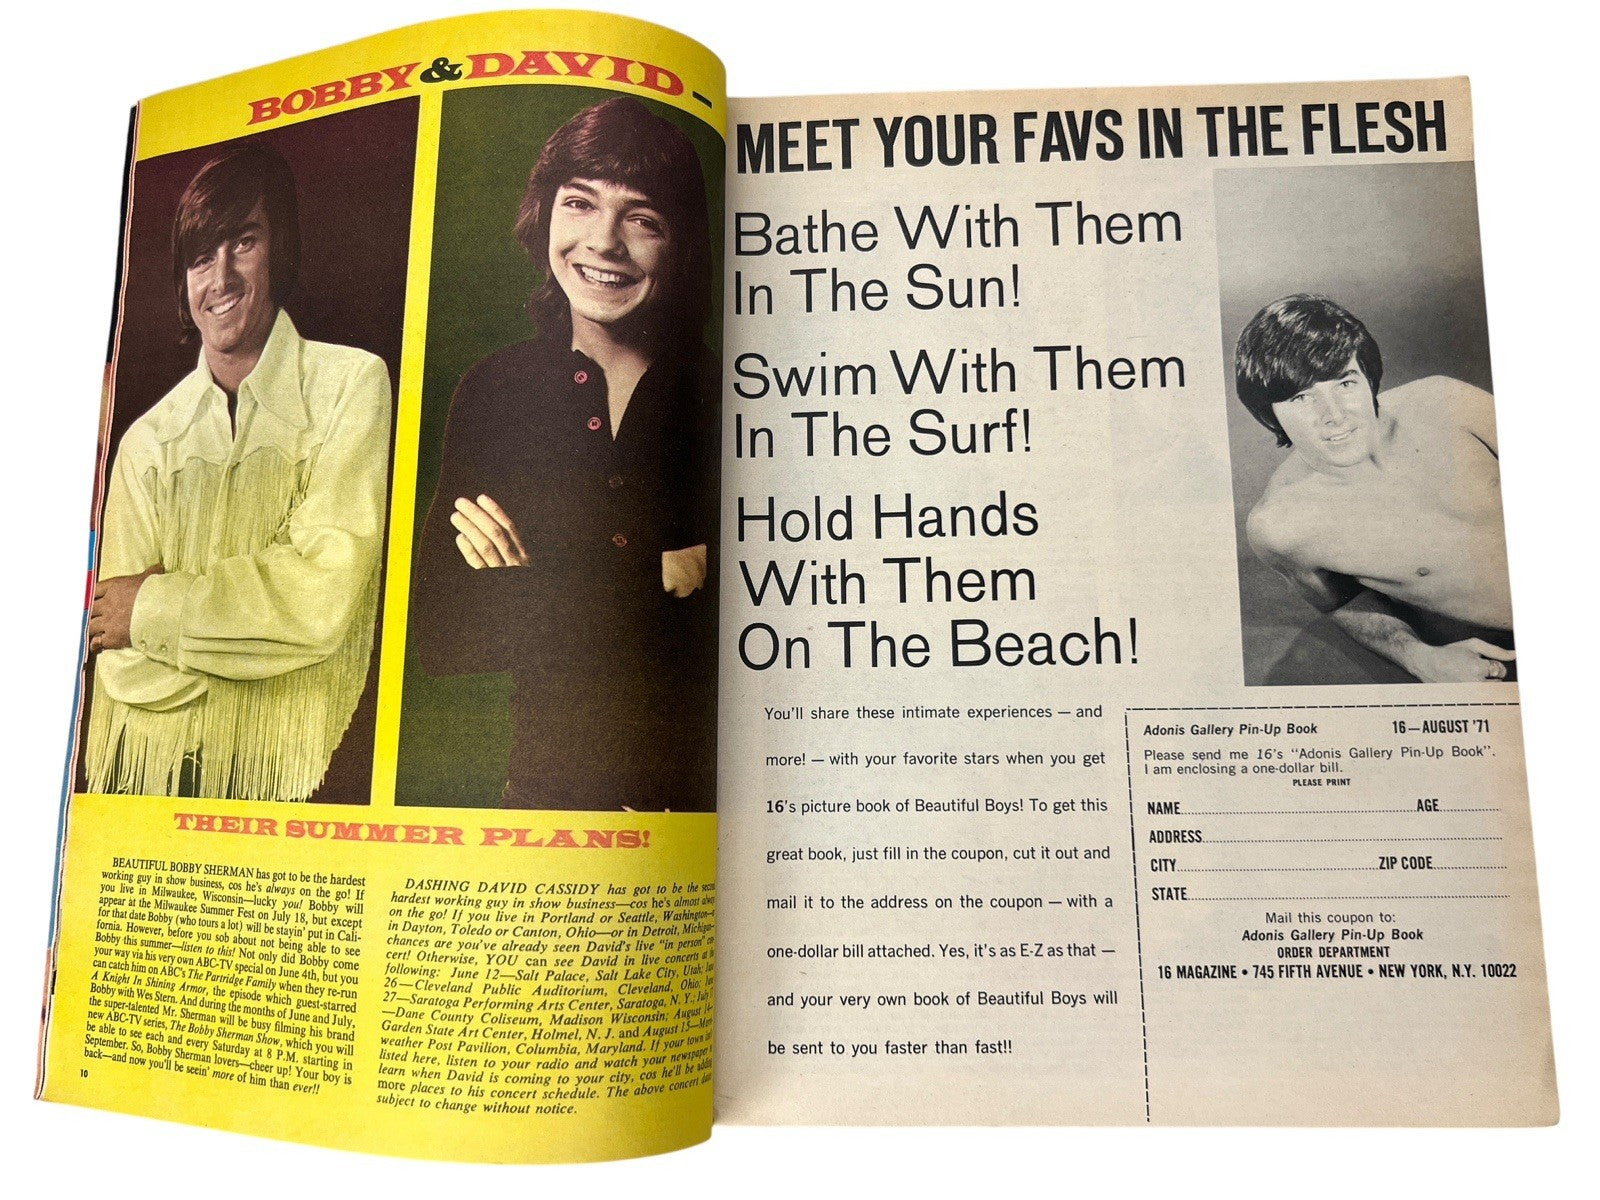 BOBBY & DAVID —
THEIR SUMMER PLANS!
BEAUTIFUL BOBBY SHERMAN has got to be the hardest
working guy in show business, cos he's always on the go! If
you live in Milwaukee, Wisconsin—lucky you! Bobby will
appear at the Milwaukee Summer Fest on July 18, but except
for that date Bobby (who tours a lot) will be stayin' put in Cali-
fornia. However, before you sob about not being able to see
Bobby this summer—listen to this! Not only did Bobby come
your way via his very own ABC-TV special on June 4th, but you
can catch him on ABC's The Partridge Family when they re-run
A Knight In Shining Armor, the episode which guest-starred
Bobby with Wes Stern. And during the months of June and July,
the super-talented Mr. Sherman will be busy filming his brand
new ABC-TV series, The Bobby Sherman Show, which you will
be able to see each and every Saturday at 8 P.M. starting in
September. So, Bobby Sherman lovers—cheer up! Your boy is
back—and now you'll be seein' more of him than ever!!
10
DASHING DAVID CASSIDY has got to be the
hardest working guy in show business—cos he's almost
on the go! If you live in Portland or Seattle, Washington—
in Dayton, Toledo or Canton, Ohio—or in Detroit, Michigan—
chances are you've already seen David's live "in person"
cert! Otherwise, YOU can see David in live concerts at the
following: June 12—Salt Palace, Salt Lake City, Utah;
26—Cleveland Public Auditorium, Cleveland, Ohio;
27—Saratoga Performing Arts Center, Saratoga, N. Y.; July
—Dane County Coliseum, Madison Wisconsin; August 14—
Garden State Art Center, Holmel, N. J. and August 15—
weather Post Pavilion, Columbia, Maryland. If your town
listed here, listen to your radio and watch your newspaper
learn when David is coming to your city, cos he'll be adding
more places to his concert schedule. The above concert
subject to change without notice.
MEET YOUR FAVS IN THE FLESH
Bathe With Them
In The Sun!
Swim With Them
In The Surf!
Hold Hands
With Them
On The Beach!
You'll share these intimate experiences — and
more! — with your favorite stars when you get
16's picture book of Beautiful Boys! To get this
great book, just fill in the coupon, cut it out and
mail it to the address on the coupon — with a
one-dollar bill attached. Yes, it's as E-Z as that —
and your very own book of Beautiful Boys will
be sent to you faster than fast!!
Adonis Gallery Pin-Up Book 16—AUGUST '71
Please send me 16's "Adonis Gallery Pin-Up Book".
I am enclosing a one-dollar bill.
PLEASE PRINT
NAME AGE
ADDRESS
CITY ZIP CODE
STATE
Mail this coupon to:
Adonis Gallery Pin-Up Book
ORDER DEPARTMENT
16 MAGAZINE • 745 FIFTH AVENUE • NEW YORK, N.Y. 10022